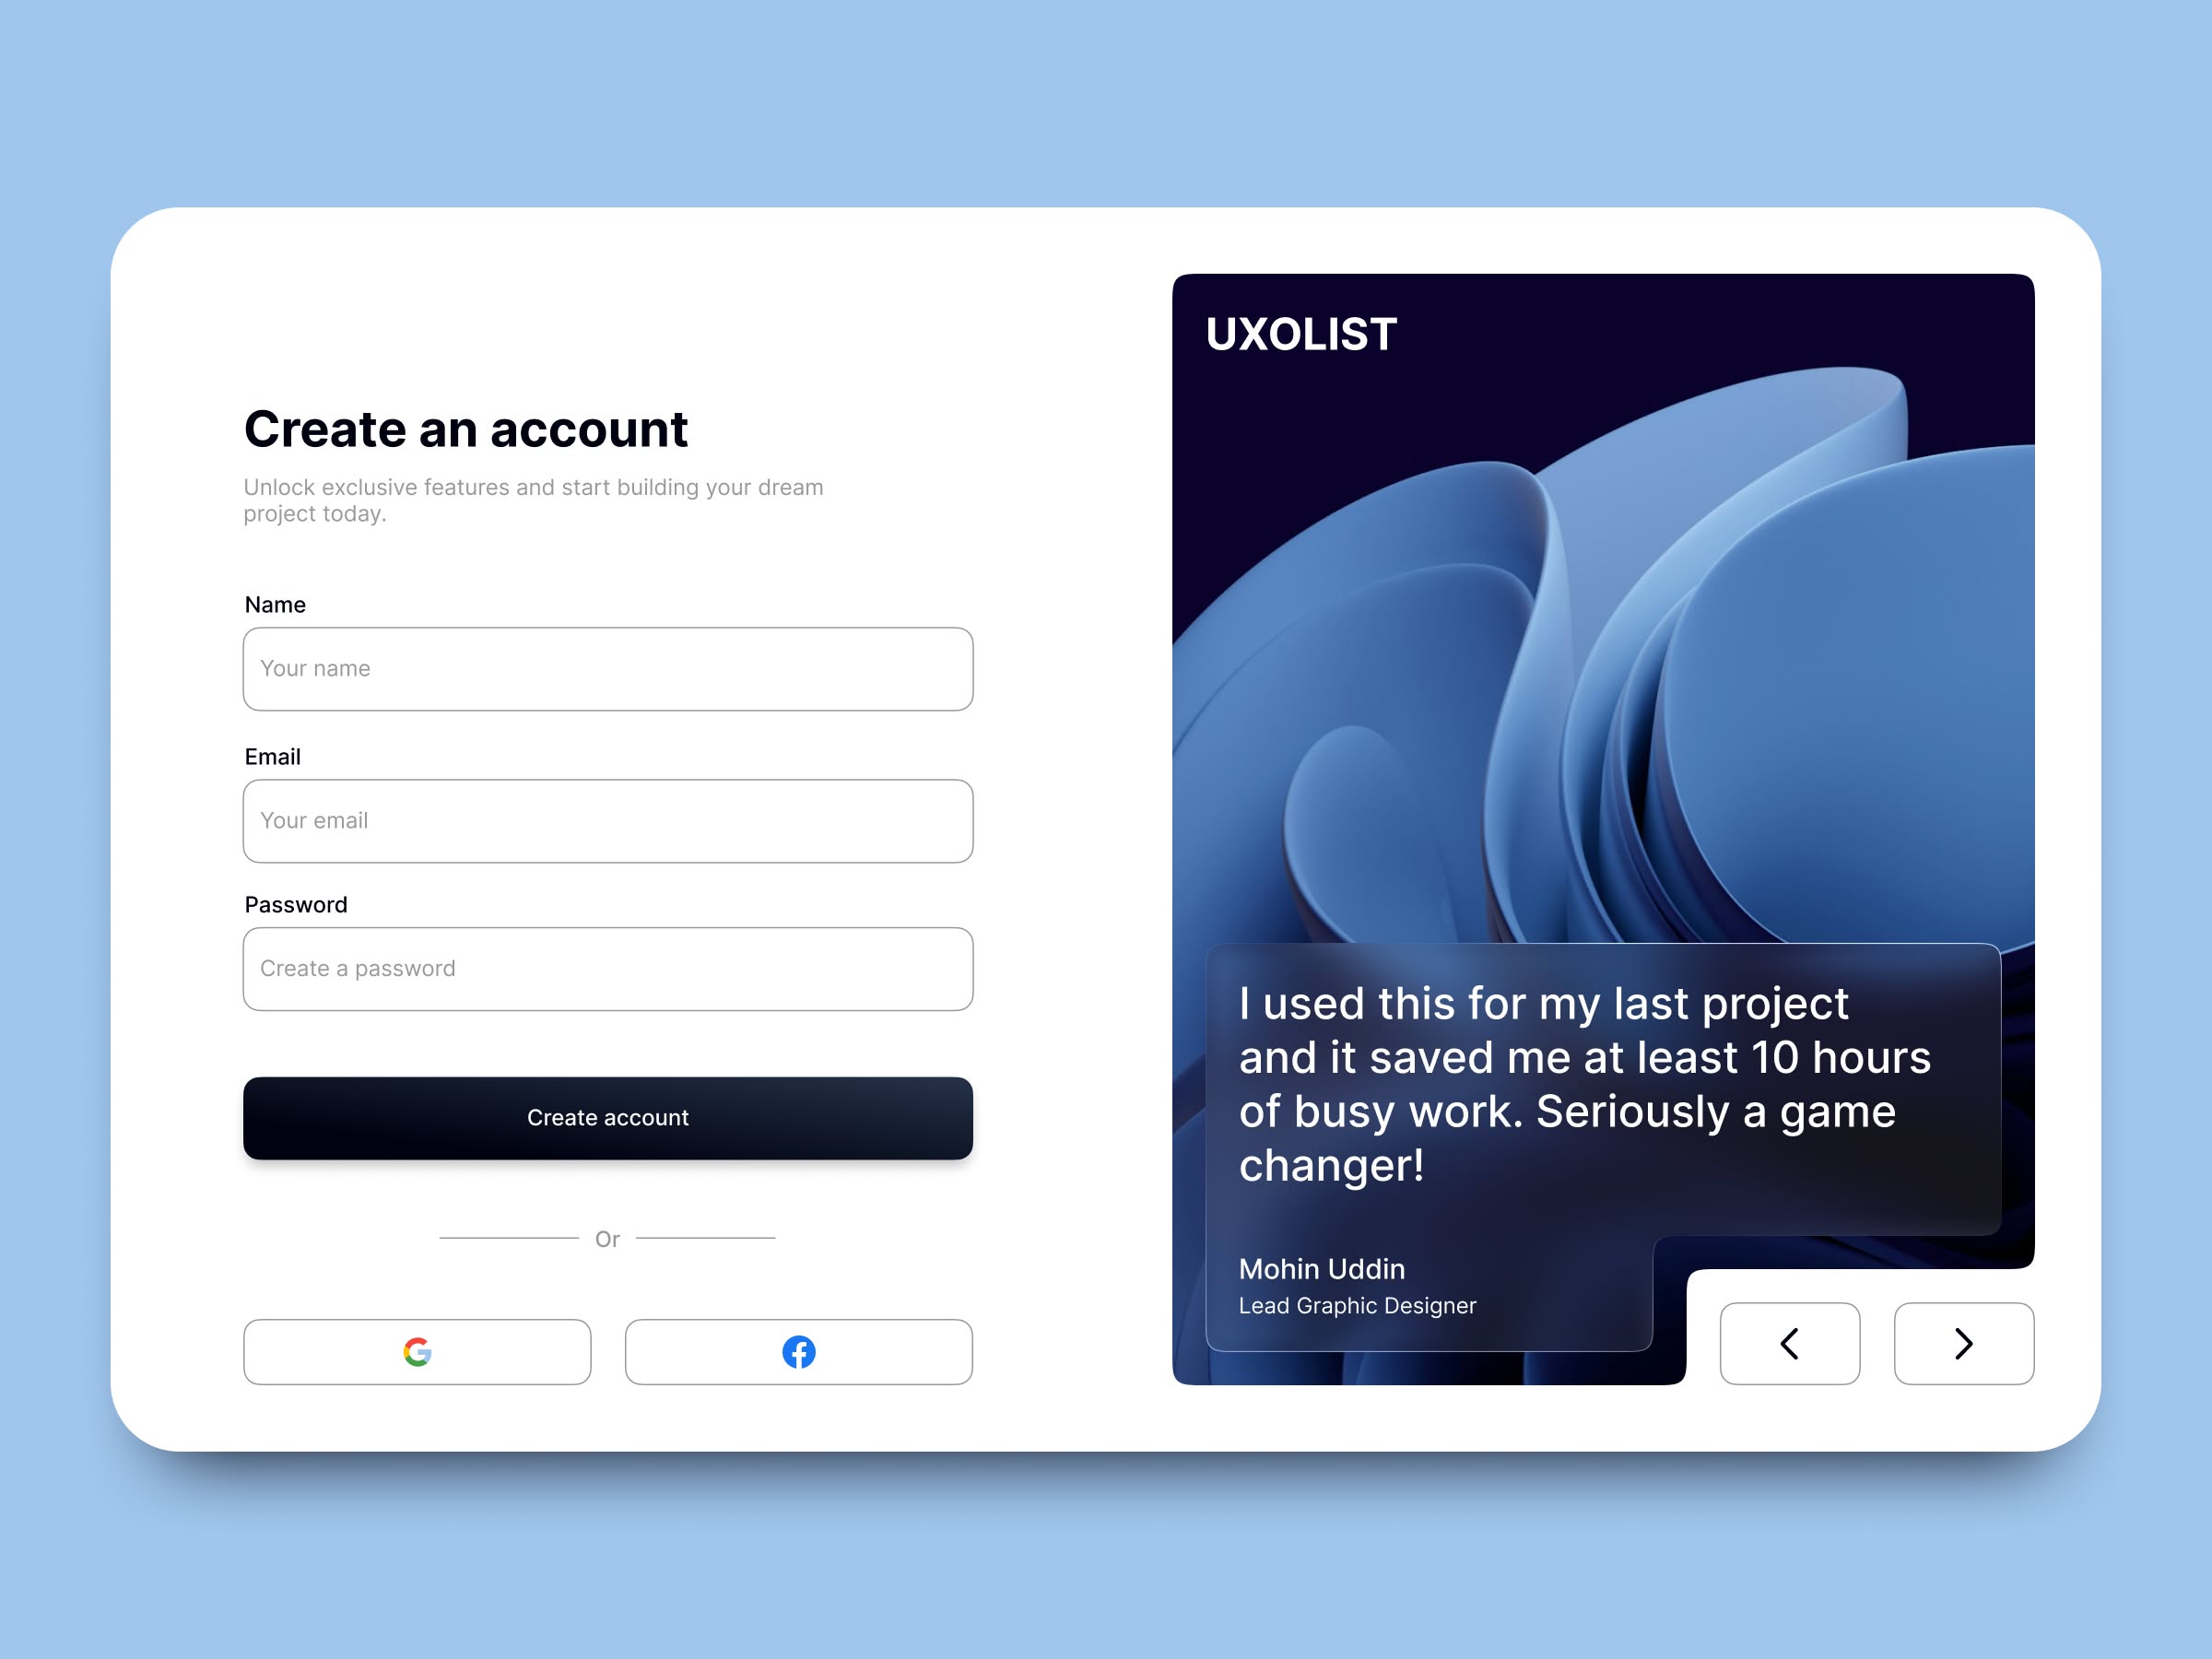 Create an account
Unlock exclusive features and start building your dream
project today.
Name
Your name
Email
Your email
Password
Create a password
Create account
Or
UXOLIST
I used this for my last project
and it saved me at least 10 hours
of busy work. Seriously a game
changer!
Mohin Uddin
Lead Graphic Designer